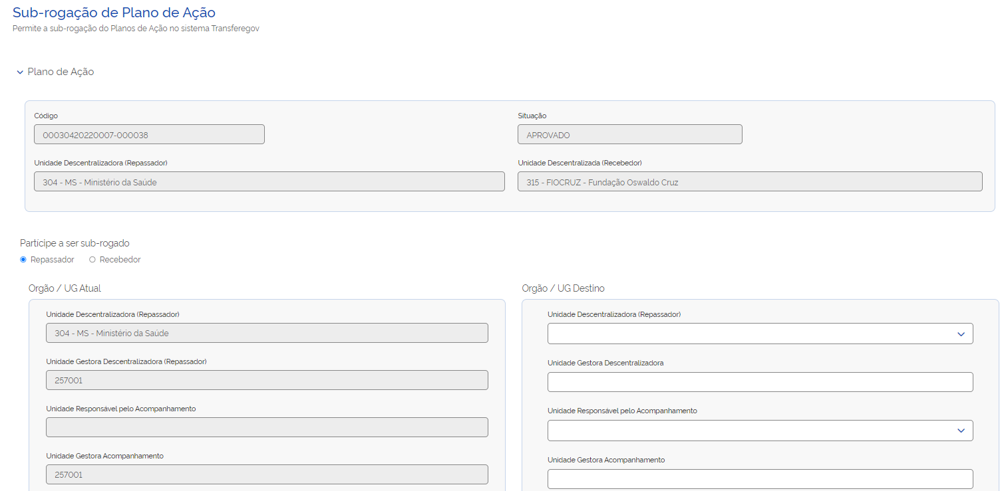 Sub-rogação de Plano de Ação
Permite a sub-rogação do Planos de Ação no sistema Transferegov
Plano de Ação
Código
Situação
00030420220007-000038
APROVADO
Unidade Descentralizadora (Repassador)
Unidade Descentralizada (Recebedor)
304 - MS - Ministério da Saúde
315 - FIOCRUZ - Fundação Oswaldo Cruz
Partícipe a ser sub-rogado
Repassador
Recebedor
Orgão / UG Atual
Unidade Descentralizadora (Repassador)
304 - MS - Ministério da Saúde
Unidade Gestora Descentralizadora (Repassador)
257001
Unidade Responsável pelo Acompanhamento
Unidade Gestora Acompanhamento
257001
Orgão / UG Destino
Unidade Descentralizadora (Repassador)
Unidade Gestora Descentralizadora
Unidade Responsável pelo Acompanhamento
Unidade Gestora Acompanhamento